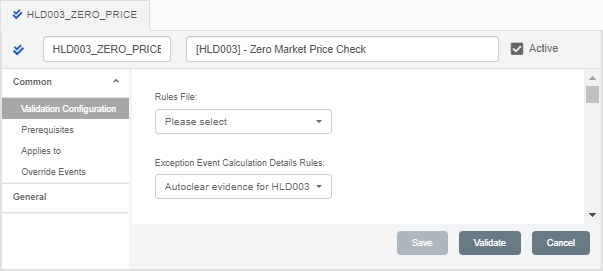 HLD003_ZERO_PRICE
HLD003_ZERO_PRICE
[HLD003] - Zero Market Price Check
Active
Common
Validation Configuration
Prerequisites
Applies to
Override Events
General
Rules File:
Please select
Exception Event Calculation Details Rules:
Autoclear evidence for HLD003
Save
Validate
Cancel